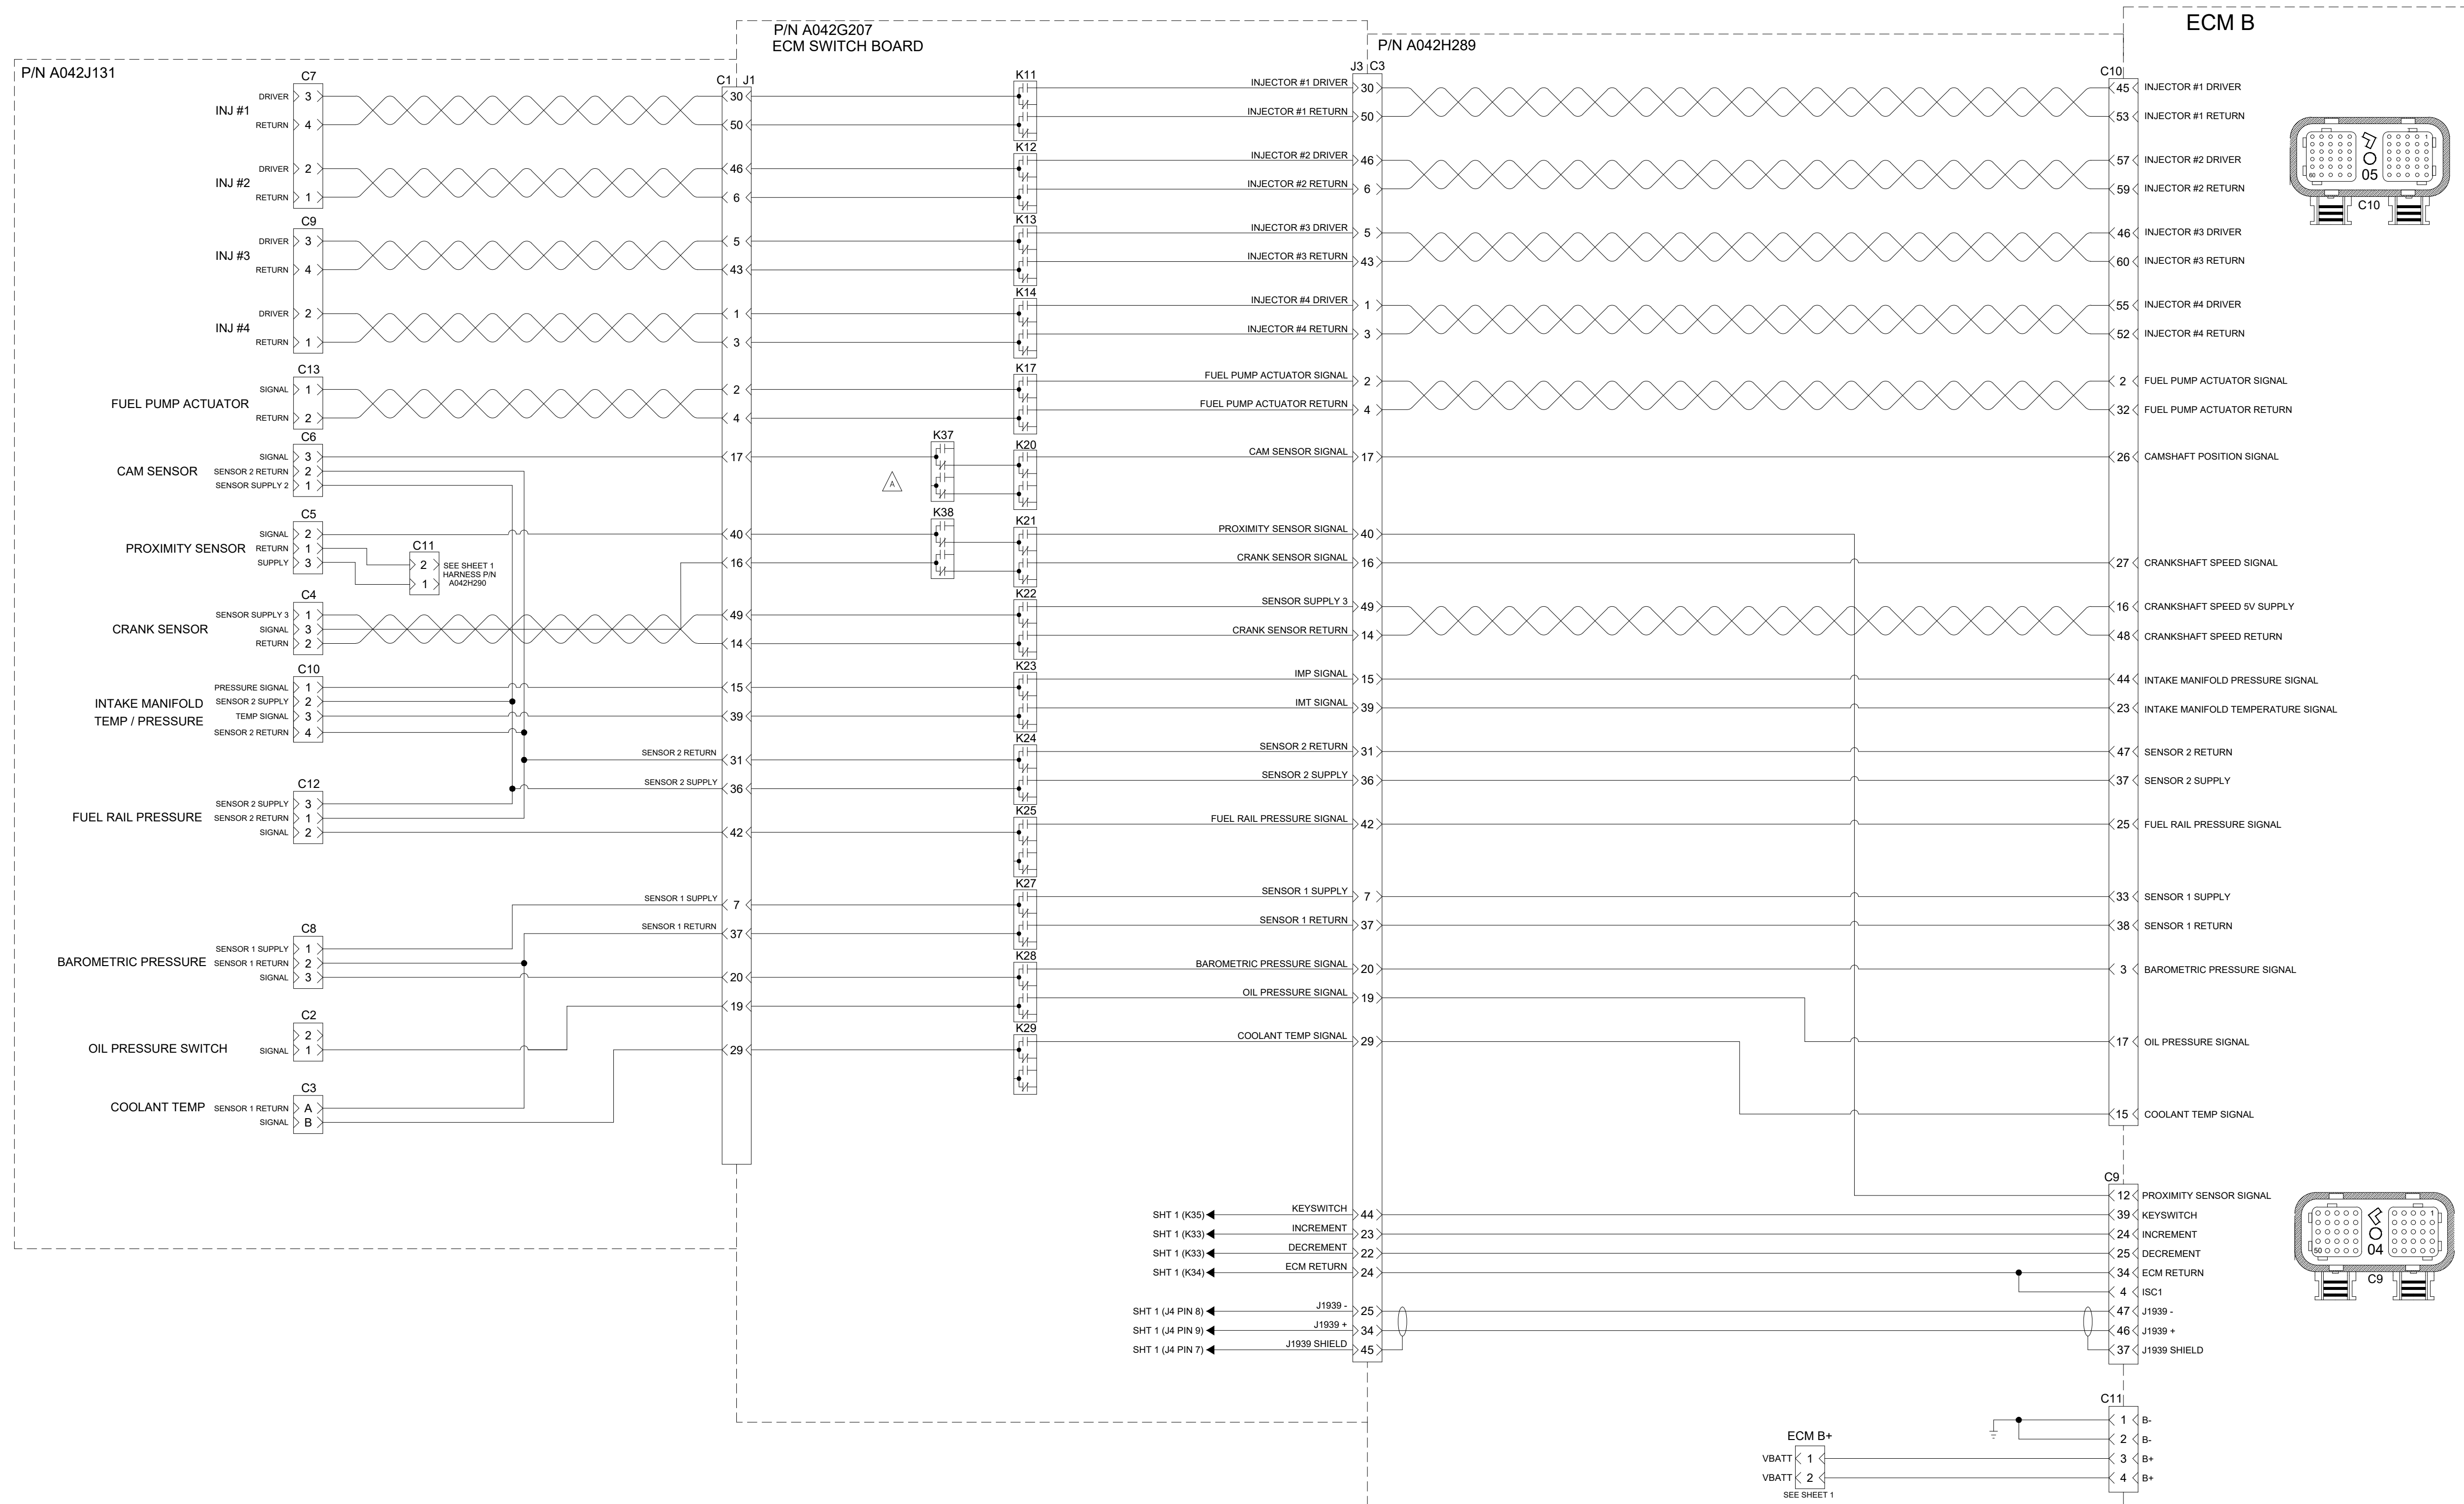 ECM B
P/N A042G207
ECM SWITCH BOARD
P/N A042H289
P/N A042J131
C7
C1 J1
K11
J3 C3
C10
INJ #1
DRIVER 3
RETURN 4
30
50
INJECTOR #1 DRIVER 30
INJECTOR #1 RETURN 50
45 INJECTOR #1 DRIVER
53 INJECTOR #1 RETURN
K12
INJ #2
DRIVER 2
RETURN 1
46
6
INJECTOR #2 DRIVER 46
INJECTOR #2 RETURN 6
57 INJECTOR #2 DRIVER
59 INJECTOR #2 RETURN
1
60
05
C10
C9
K13
INJ #3
DRIVER 3
RETURN 4
5
43
INJECTOR #3 DRIVER 5
INJECTOR #3 RETURN 43
46 INJECTOR #3 DRIVER
60 INJECTOR #3 RETURN
K14
INJ #4
DRIVER 2
RETURN 1
1
3
INJECTOR #4 DRIVER 1
INJECTOR #4 RETURN 3
55 INJECTOR #4 DRIVER
52 INJECTOR #4 RETURN
C13
K17
FUEL PUMP ACTUATOR
SIGNAL 1
RETURN 2
2
4
FUEL PUMP ACTUATOR SIGNAL 2
FUEL PUMP ACTUATOR RETURN 4
2 FUEL PUMP ACTUATOR SIGNAL
32 FUEL PUMP ACTUATOR RETURN
C6
K37
K20
CAM SENSOR
SIGNAL 3
SENSOR 2 RETURN 2
SENSOR SUPPLY 2 1
17
A
CAM SENSOR SIGNAL 17
26 CAMSHAFT POSITION SIGNAL
C5
K38
K21
PROXIMITY SENSOR
SIGNAL 2
RETURN 1
SUPPLY 3
C11
2
1
SEE SHEET 1
HARNESS P/N
A042H290
40
16
PROXIMITY SENSOR SIGNAL 40
CRANK SENSOR SIGNAL 16
27 CRANKSHAFT SPEED SIGNAL
C4
K22
CRANK SENSOR
SENSOR SUPPLY 3 1
SIGNAL 3
RETURN 2
49
14
SENSOR SUPPLY 3 49
CRANK SENSOR RETURN 14
16 CRANKSHAFT SPEED 5V SUPPLY
48 CRANKSHAFT SPEED RETURN
C10
K23
INTAKE MANIFOLD
TEMP / PRESSURE
PRESSURE SIGNAL 1
SENSOR 2 SUPPLY 2
TEMP SIGNAL 3
SENSOR 2 RETURN 4
15
39
IMP SIGNAL 15
IMT SIGNAL 39
44 INTAKE MANIFOLD PRESSURE SIGNAL
23 INTAKE MANIFOLD TEMPERATURE SIGNAL
K24
SENSOR 2 RETURN 31
SENSOR 2 SUPPLY 36
SENSOR 2 RETURN 31
SENSOR 2 SUPPLY 36
47 SENSOR 2 RETURN
37 SENSOR 2 SUPPLY
C12
K25
FUEL RAIL PRESSURE
SENSOR 2 SUPPLY 3
SENSOR 2 RETURN 1
SIGNAL 2
42
FUEL RAIL PRESSURE SIGNAL 42
25 FUEL RAIL PRESSURE SIGNAL
K27
SENSOR 1 SUPPLY 7
SENSOR 1 RETURN 37
SENSOR 1 SUPPLY 7
SENSOR 1 RETURN 37
33 SENSOR 1 SUPPLY
38 SENSOR 1 RETURN
C8
K28
BAROMETRIC PRESSURE
SENSOR 1 SUPPLY 1
SENSOR 1 RETURN 2
SIGNAL 3
20
19
BAROMETRIC PRESSURE SIGNAL 20
OIL PRESSURE SIGNAL 19
3 BAROMETRIC PRESSURE SIGNAL
C2
K29
OIL PRESSURE SWITCH
2
SIGNAL 1
29
COOLANT TEMP SIGNAL 29
17 OIL PRESSURE SIGNAL
C3
COOLANT TEMP
SENSOR 1 RETURN A
SIGNAL B
15 COOLANT TEMP SIGNAL
C9
12 PROXIMITY SENSOR SIGNAL
SHT 1 (K35) KEYSWITCH 44
39 KEYSWITCH
SHT 1 (K33) INCREMENT 23
24 INCREMENT
SHT 1 (K33) DECREMENT 22
25 DECREMENT
SHT 1 (K34) ECM RETURN 24
34 ECM RETURN
4 ISC1
SHT 1 (J4 PIN 8) J1939 - 25
47 J1939 -
SHT 1 (J4 PIN 9) J1939 + 34
46 J1939 +
SHT 1 (J4 PIN 7) J1939 SHIELD 45
37 J1939 SHIELD
1
50
04
C9
C11
1 B-
2 B-
3 B+
4 B+
ECM B+
VBATT 1
VBATT 2
SEE SHEET 1